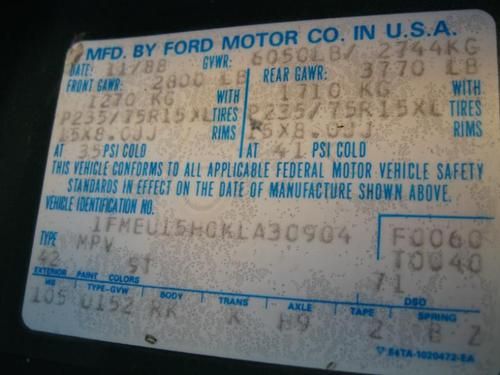 MFD. BY FORD MOTOR CO. IN U.S.A.
DATE: 11/88 GVWR: 6050LB/ 2744KG
FRONT GAWR: 2800 LB REAR GAWR: 3770 LB
1270 KG WITH 1710 KG WITH
P235/75R15XL TIRES P235/75R15XL TIRES
15X8.0JJ RIMS 15X8.0JJ RIMS
AT 35 PSI COLD AT 41 PSI COLD
THIS VEHICLE CONFORMS TO ALL APPLICABLE FEDERAL MOTOR VEHICLE SAFETY
STANDARDS IN EFFECT ON THE DATE OF MANUFACTURE SHOWN ABOVE.
VEHICLE IDENTIFICATION NO.
1FMEU15H0KLA30904 F0060
TYPE MPV T0040
42 ST 71
EXTERIOR PAINT COLORS DSO
WB TYPE-GVW BODY TRANS AXLE TAPE SPRING
105 U152 KK K H9 2 B Z
E4TA-1020472-EA